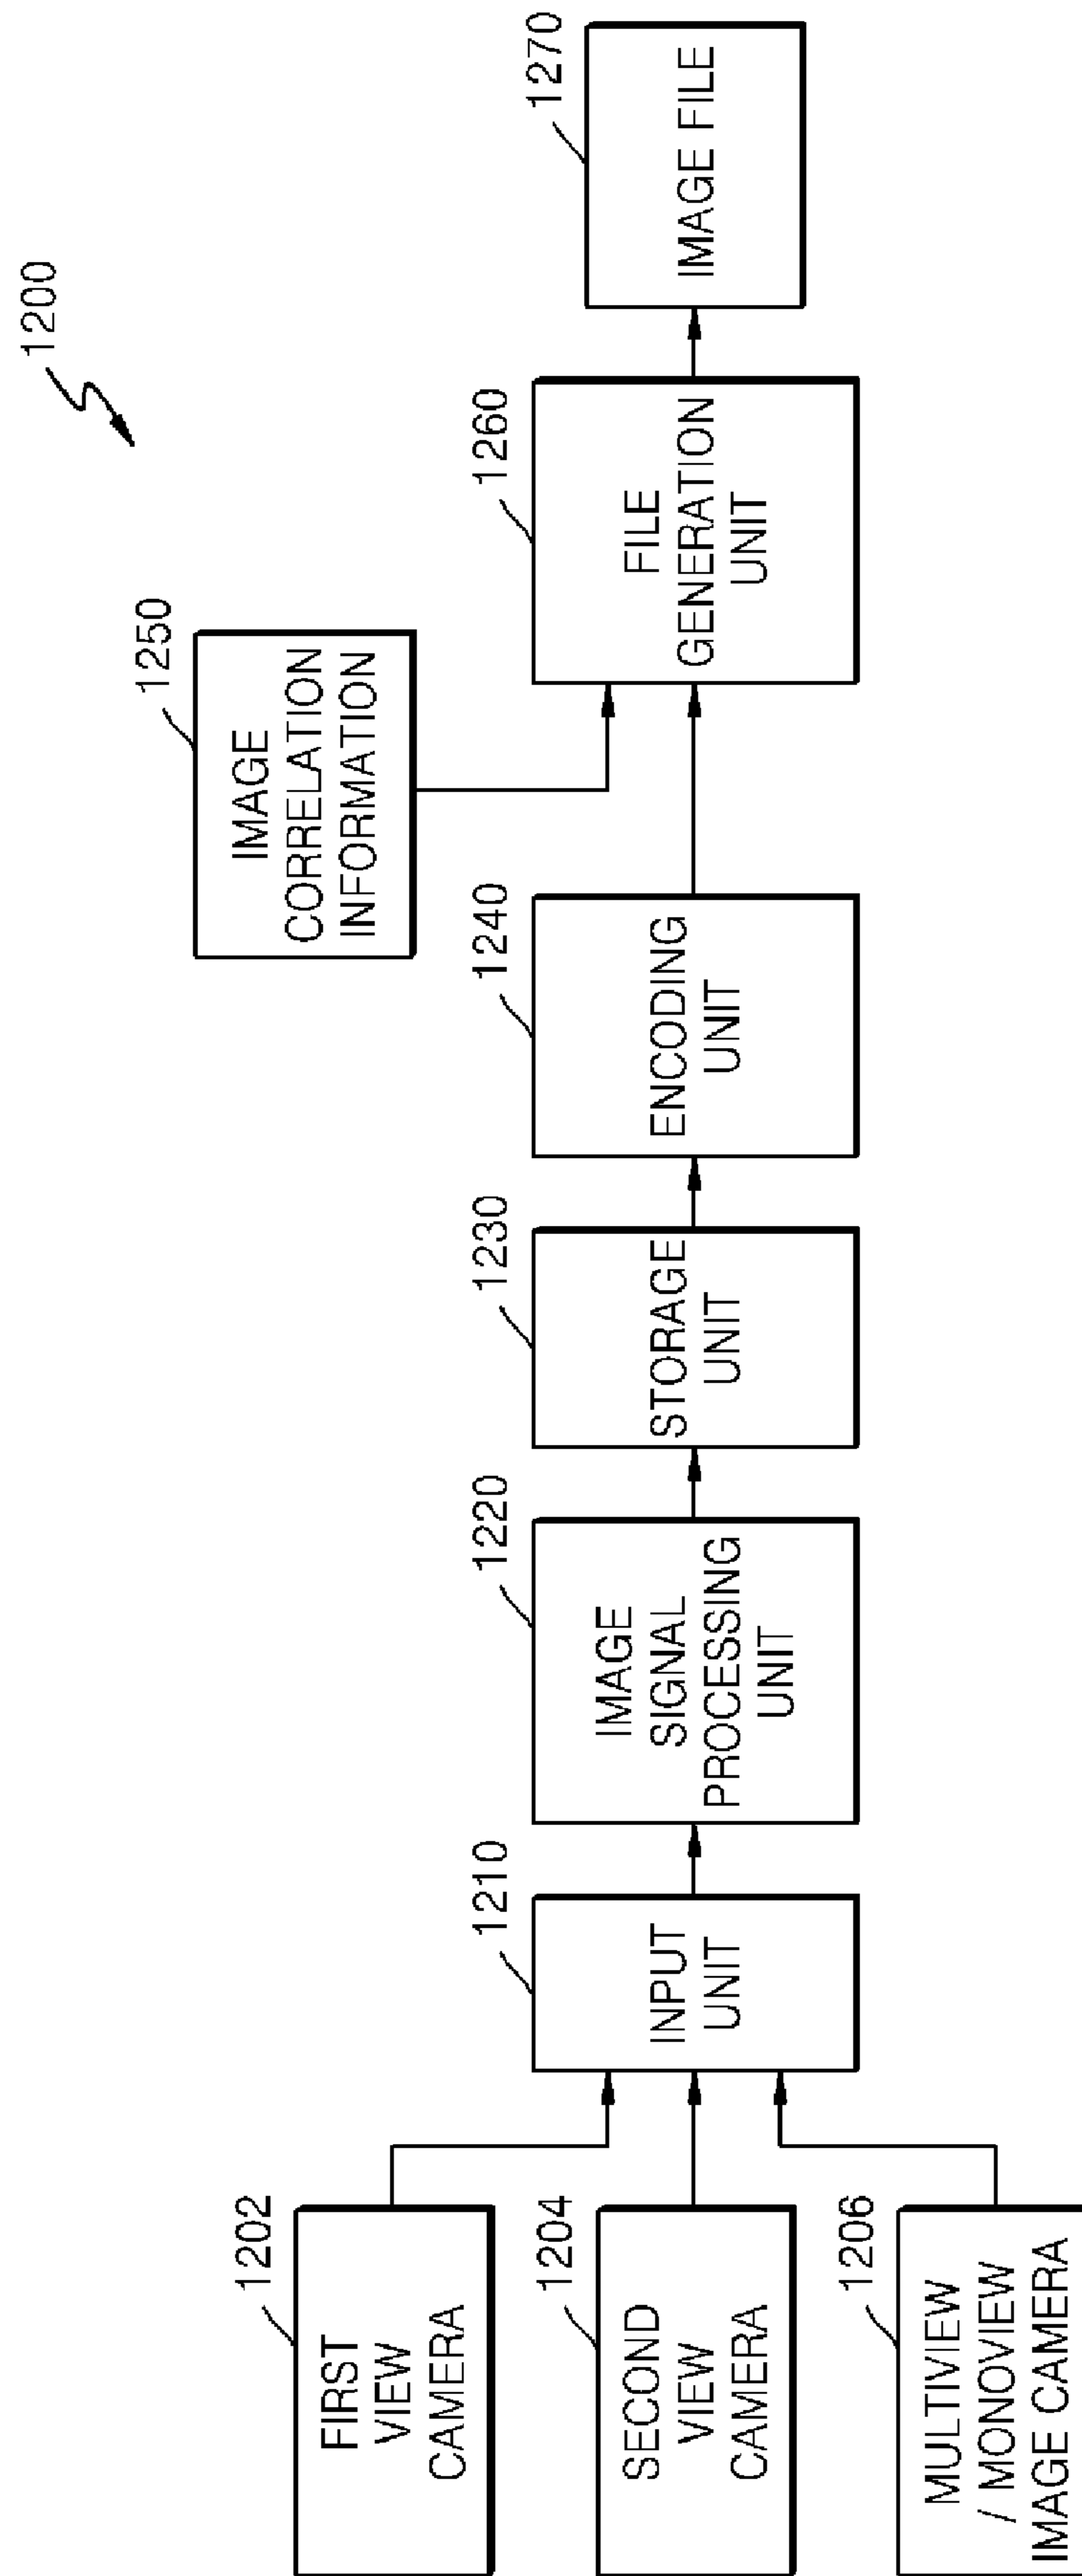 1200
1202
FIRST
VIEW
CAMERA
1204
SECOND
VIEW
CAMERA
1206
MULTIVIEW
/ MONOVIEW
IMAGE CAMERA
1210
INPUT
UNIT
1220
IMAGE
SIGNAL
PROCESSING
UNIT
1230
STORAGE
UNIT
1240
ENCODING
UNIT
1250
IMAGE
CORRELATION
INFORMATION
1260
FILE
GENERATION
UNIT
1270
IMAGE FILE